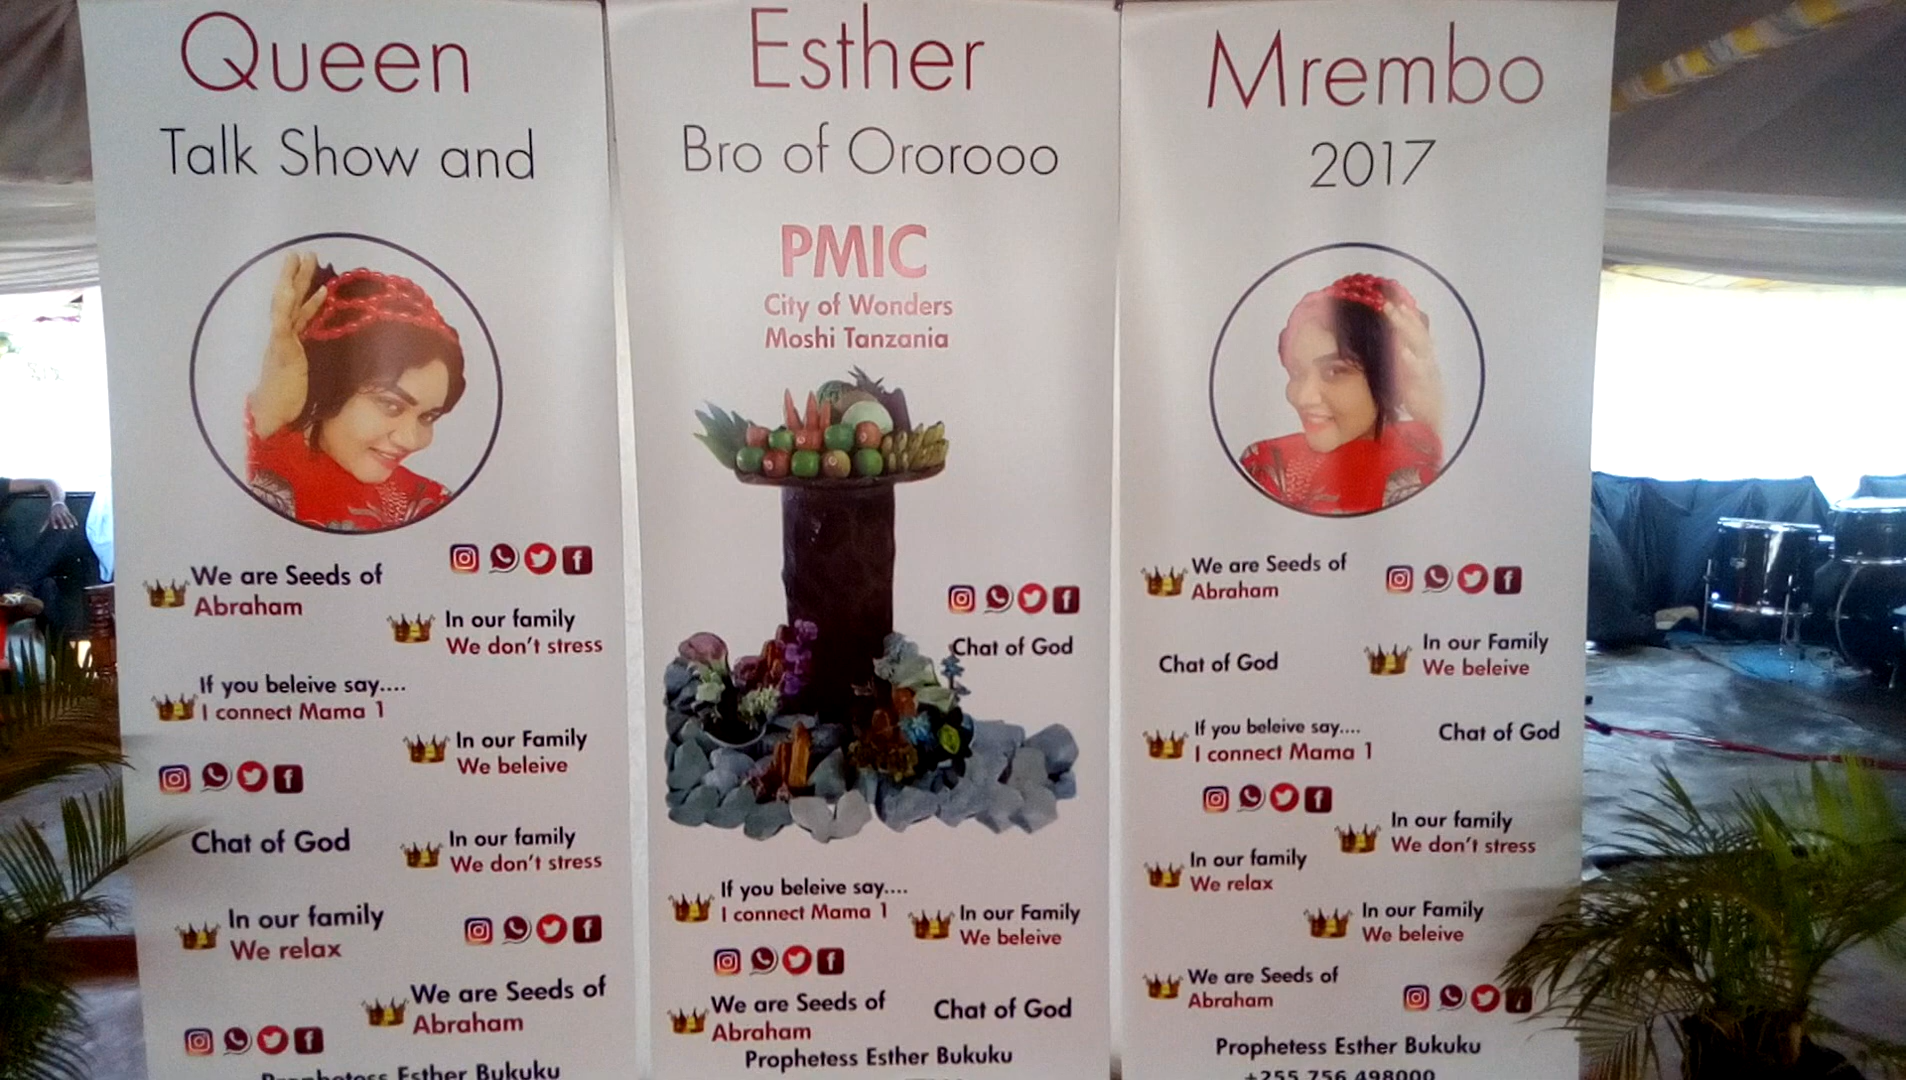 Queen
Talk Show and
We are Seeds of
Abraham
In our family
We don't stress
If you beleive say....
I connect Mama 1
In our Family
We beleive
Chat of God
In our family
We don't stress
In our family
We relax
We are Seeds of
Abraham
Prophetess Esther Bukuku
Esther
Bro of Ororooo
PMIC
City of Wonders
Moshi Tanzania
Chat of God
If you beleive say....
I connect Mama 1
In our Family
We beleive
We are Seeds of
Abraham
Chat of God
Prophetess Esther Bukuku
Mrembo
2017
We are Seeds of
Abraham
In our Family
We beleive
Chat of God
If you beleive say....
I connect Mama 1
Chat of God
In our family
We don't stress
In our family
We relax
In our Family
We beleive
We are Seeds of
Abraham
Prophetess Esther Bukuku
+255 756 498000